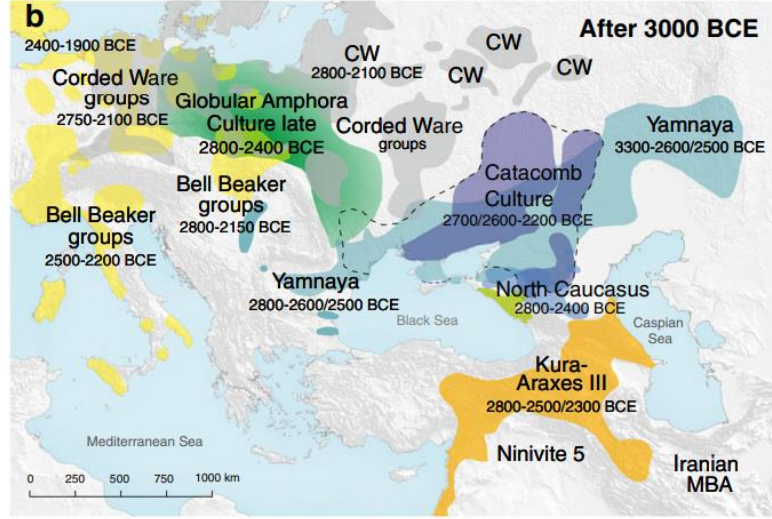 b
After 3000 BCE
2400-1900 BCE
Corded Ware
groups
2750-2100 BCE
CW
2800-2100 BCE
CW
CW
CW
Globular Amphora
Culture late
2800-2400 BCE
Corded Ware
groups
Yamnaya
3300-2600/2500 BCE
Catacomb
Culture
2700/2600-2200 BCE
Bell Beaker
groups
2800-2150 BCE
Bell Beaker
groups
2500-2200 BCE
Yamnaya
2800-2600/2500 BCE
North Caucasus
2800-2400 BCE
Black Sea
Caspian
Sea
Kura-
Araxes III
2800-2500/2300 BCE
Mediterranean Sea
Ninivite 5
Iranian
MBA
0 250 500 750 1000 km